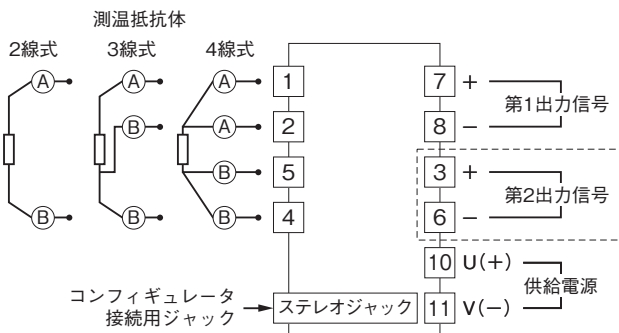 測温抵抗体
2線式 3線式 4線式
A A A 1 7 +
第1出力信号
B A 2 8 −
B 5 3 +
第2出力信号
B B B 4 6 −
10 U(+)
供給電源
コンフィギュレータ
接続用ジャック
ステレオジャック 11 V(−)